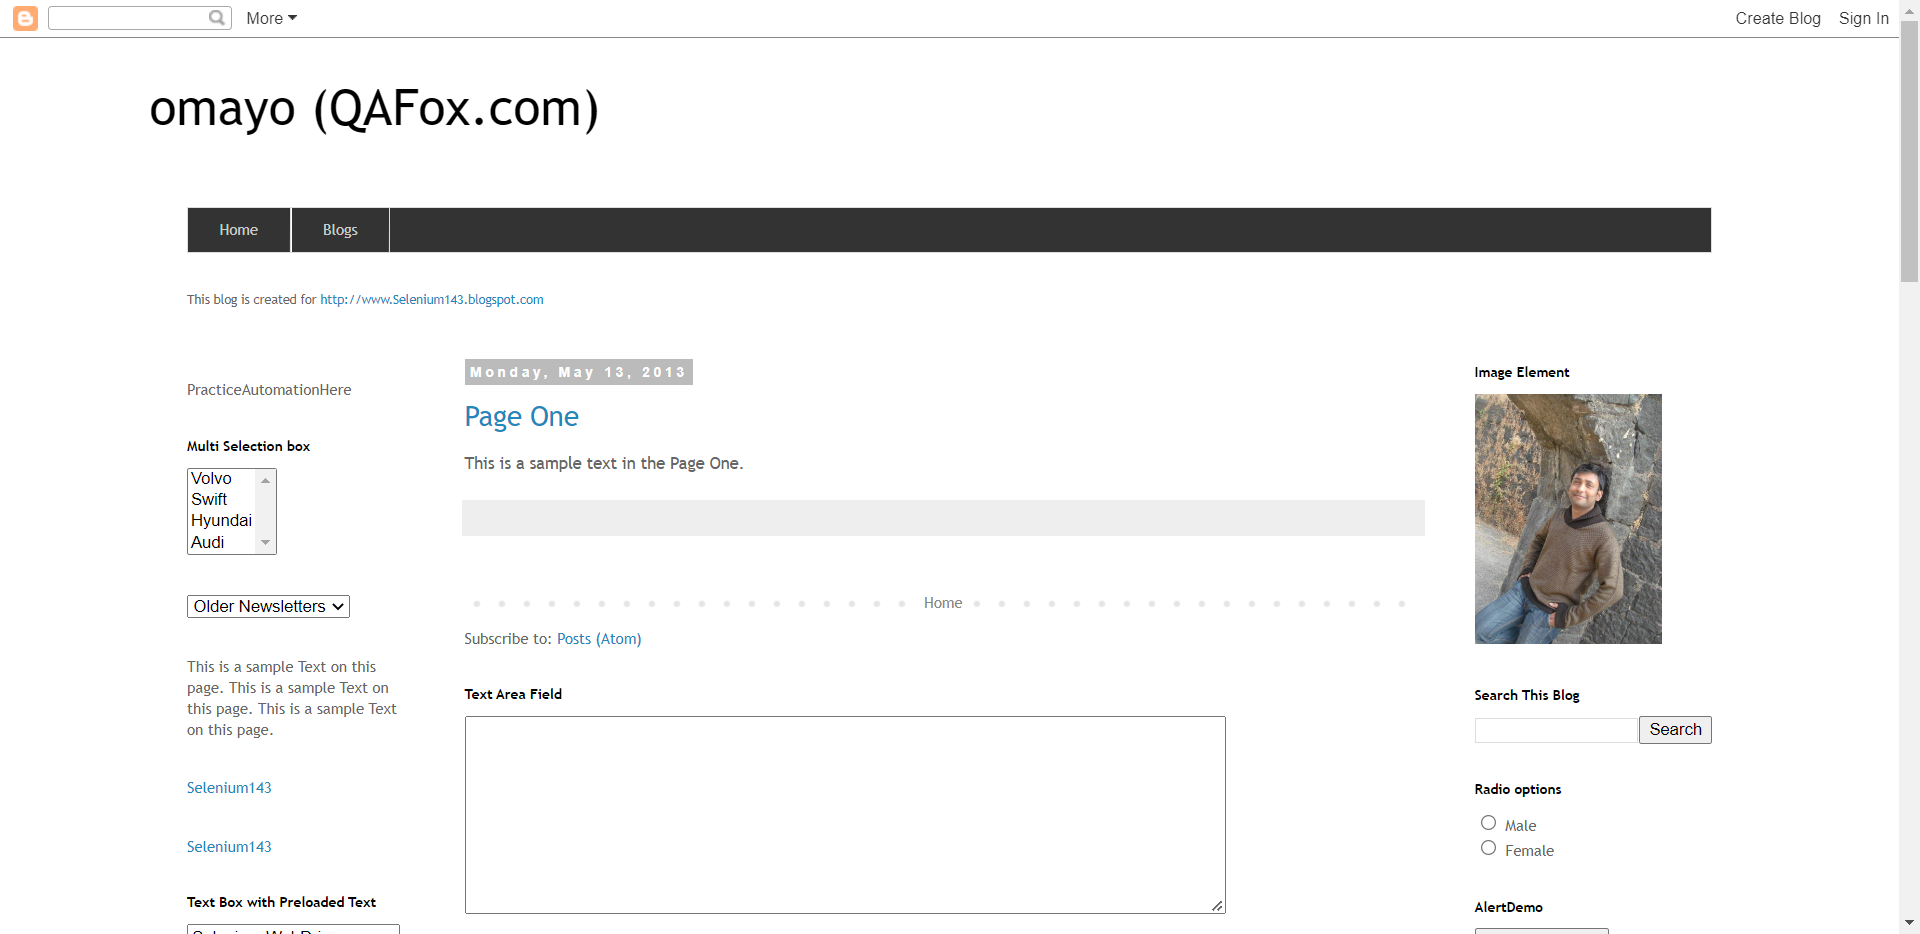 More
Create Blog
Sign In
omayo (QAFox.com)
Home
Blogs
This blog is created for http://www.Selenium143.blogspot.com
PracticeAutomationHere
Multi Selection box
Volvo
Swift
Hyundai
Audi
Older Newsletters
This is a sample Text on this
page. This is a sample Text on
this page. This is a sample Text
on this page.
Selenium143
Selenium143
Text Box with Preloaded Text
Monday, May 13, 2013
Page One
This is a sample text in the Page One.
Home
Subscribe to: Posts (Atom)
Text Area Field
Image Element
Search This Blog
Search
Radio options
Male
Female
AlertDemo